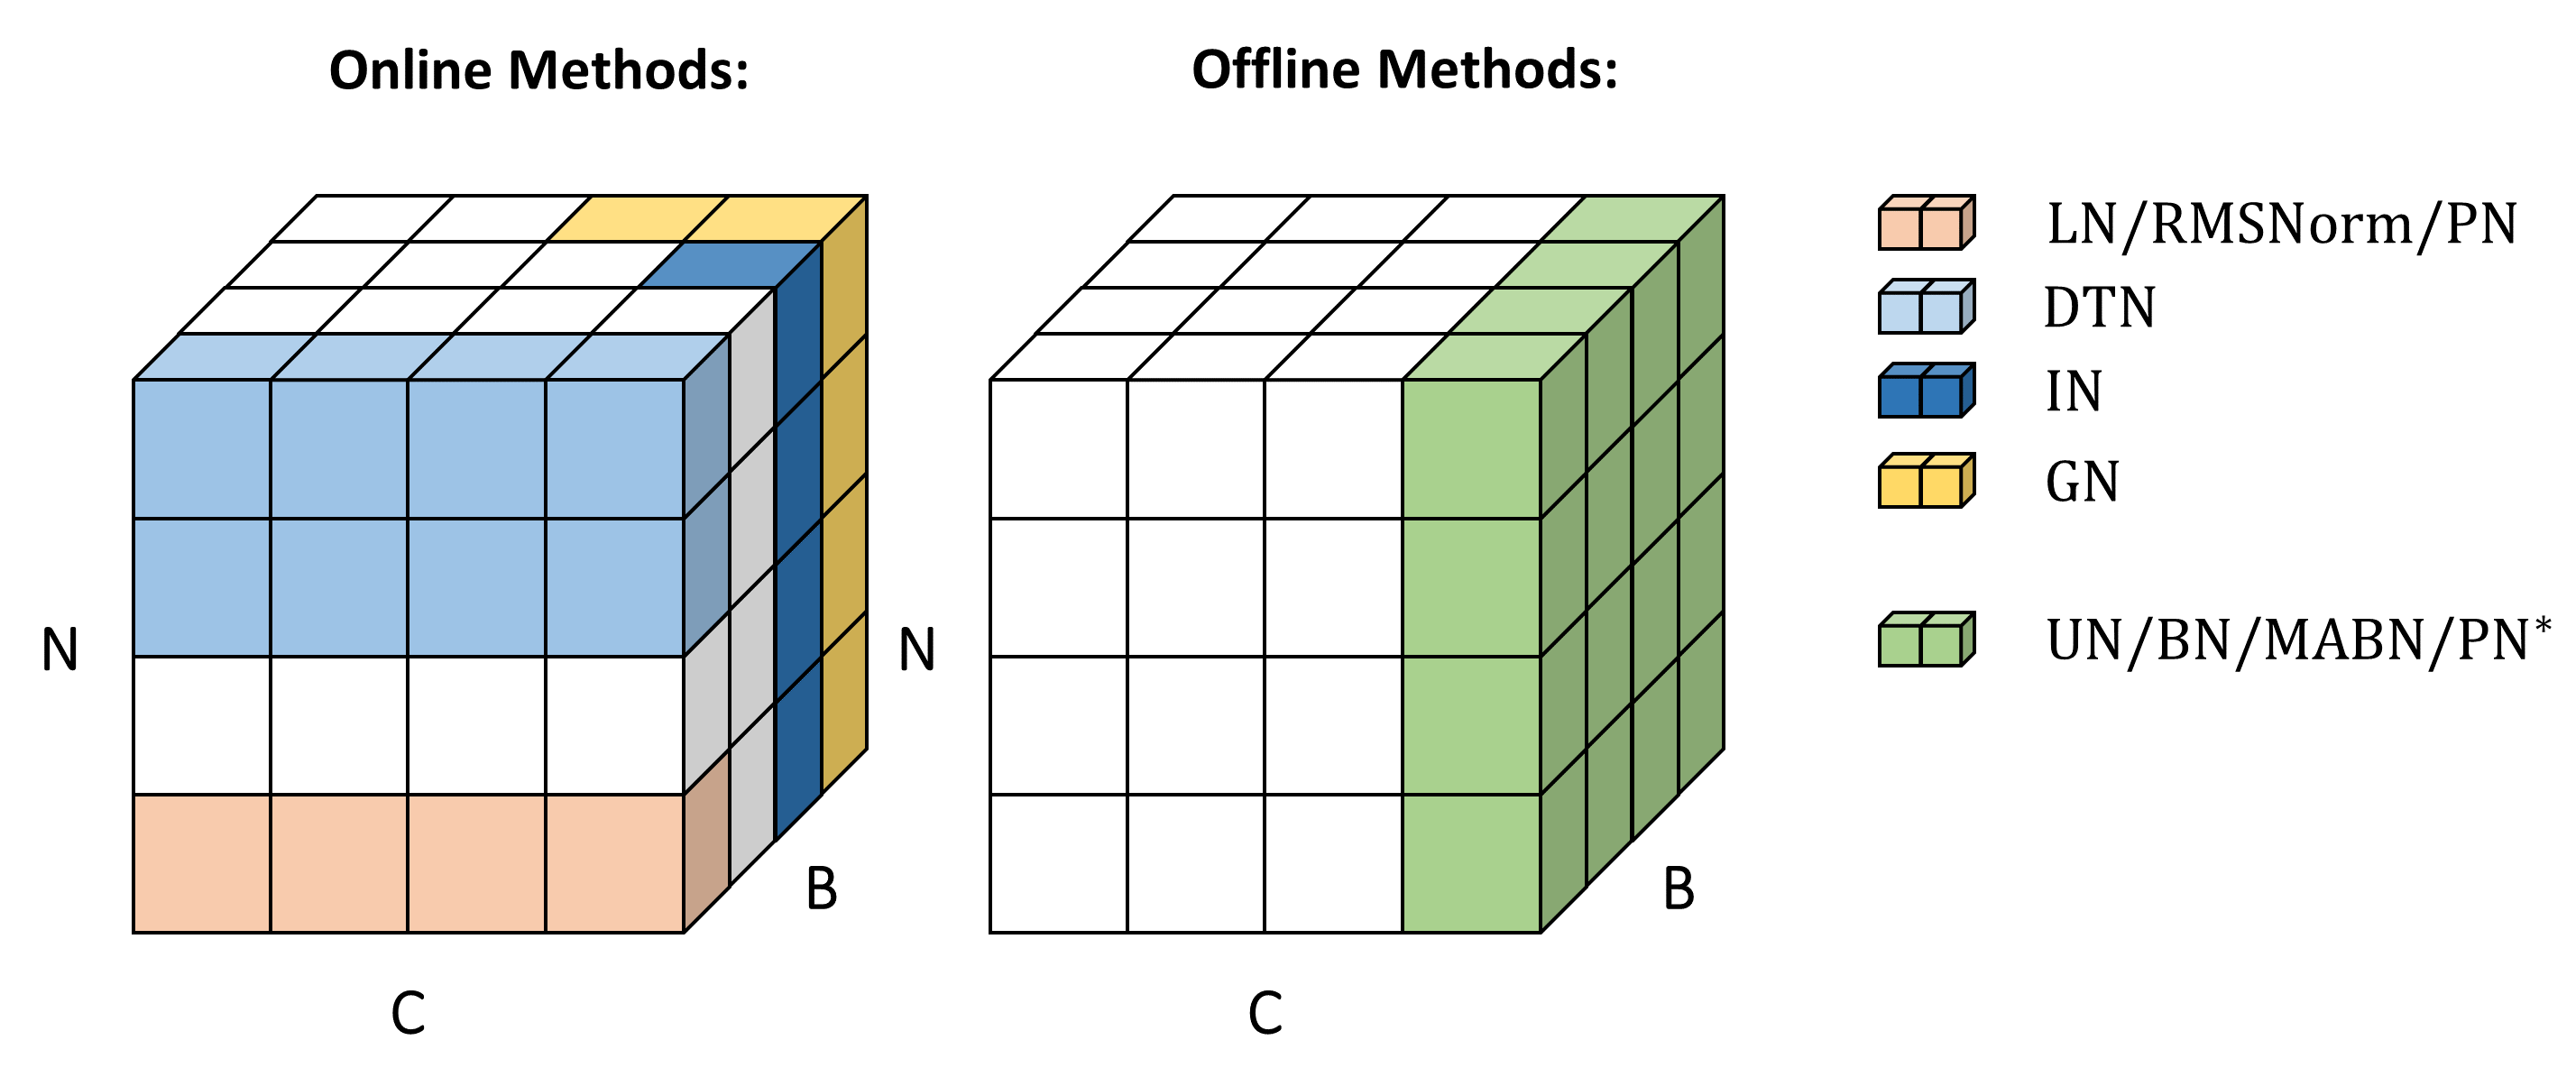 Online Methods:
Offline Methods:
LN/RMSNorm/PN
DTN
IN
GN
UN/BN/MABN/PN*
N
B
C
N
B
C